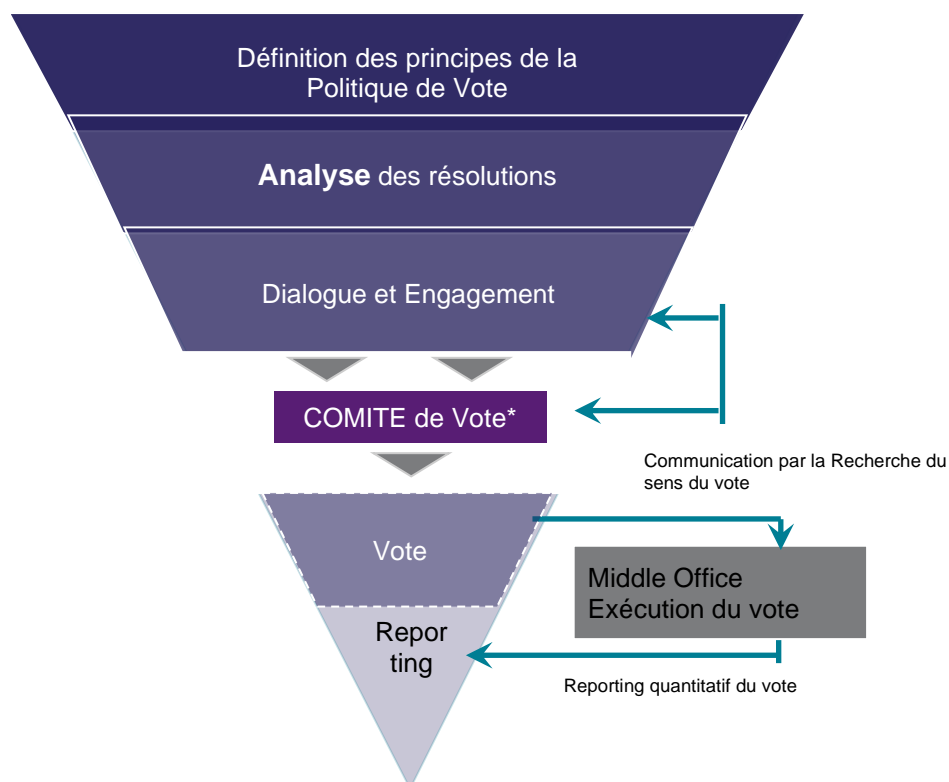 Définition des principes de la
Politique de Vote
Analyse des résolutions
Dialogue et Engagement
COMITE de Vote*
Communication par la Recherche du
sens du vote
Vote
Middle Office
Exécution du vote
Repor
ting
Reporting quantitatif du vote